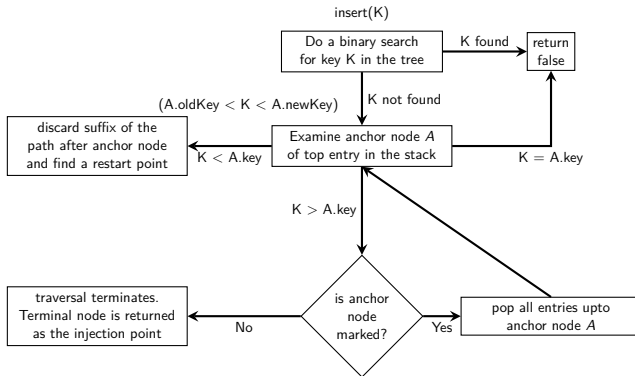 insert(K)
Do a binary search
for key K in the tree
K found
return
false
(A.oldKey < K < A.newKey)
K not found
discard suffix of the
path after anchor node
and find a restart point
K < A.key
Examine anchor node A
of top entry in the stack
K = A.key
K > A.key
traversal terminates.
Terminal node is returned
as the injection point
No
is anchor
node
marked?
Yes
pop all entries upto
anchor node A